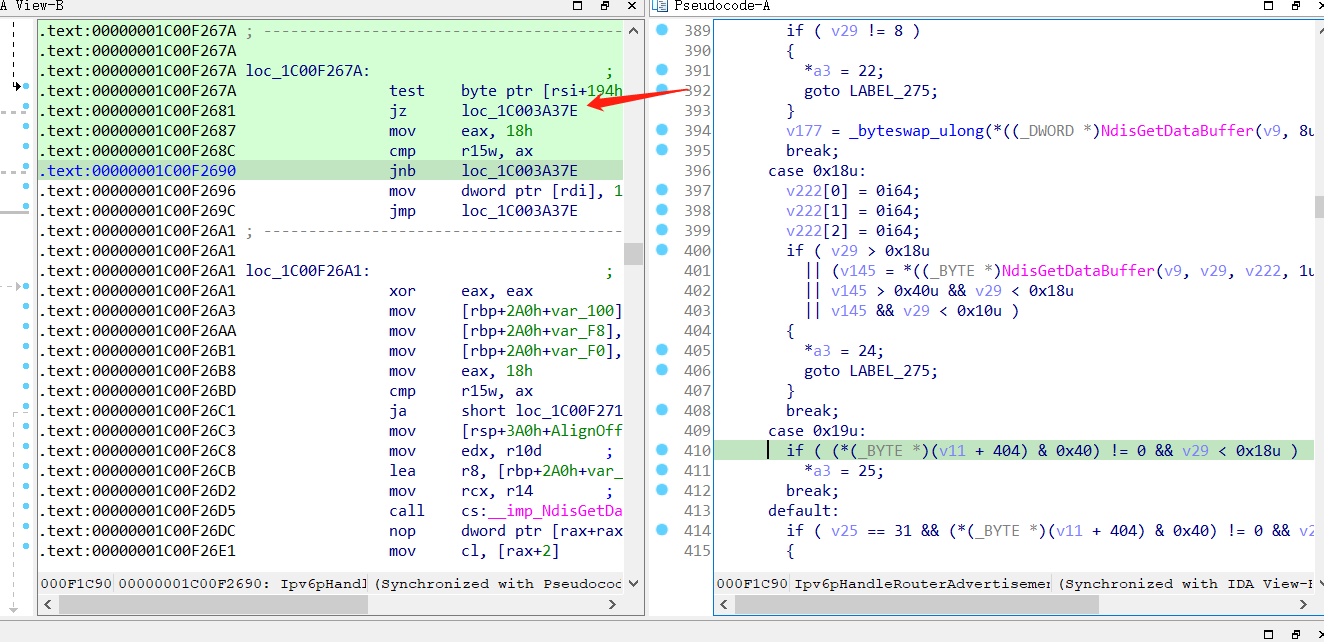 A View-B
.text:00000001C00F267A ; ----------------------------------------
.text:00000001C00F267A
.text:00000001C00F267A loc_1C00F267A: ;
.text:00000001C00F267A test byte ptr [rsi+194h
.text:00000001C00F2681 jz loc_1C003A37E
.text:00000001C00F2687 mov eax, 18h
.text:00000001C00F268C cmp r15w, ax
.text:00000001C00F2690 jnb loc_1C003A37E
.text:00000001C00F2696 mov dword ptr [rdi], 1
.text:00000001C00F269C jmp loc_1C003A37E
.text:00000001C00F26A1 ; ----------------------------------------
.text:00000001C00F26A1
.text:00000001C00F26A1 loc_1C00F26A1: ;
.text:00000001C00F26A1 xor eax, eax
.text:00000001C00F26A3 mov [rbp+2A0h+var_100]
.text:00000001C00F26AA mov [rbp+2A0h+var_F8],
.text:00000001C00F26B1 mov [rbp+2A0h+var_F0],
.text:00000001C00F26B8 mov eax, 18h
.text:00000001C00F26BD cmp r15w, ax
.text:00000001C00F26C1 ja short loc_1C00F271
.text:00000001C00F26C3 mov [rsp+3A0h+AlignOff
.text:00000001C00F26C8 mov edx, r10d ;
.text:00000001C00F26CB lea r8, [rbp+2A0h+var_
.text:00000001C00F26D2 mov rcx, r14 ;
.text:00000001C00F26D5 call cs:__imp_NdisGetDa
.text:00000001C00F26DC nop dword ptr [rax+rax
.text:00000001C00F26E1 mov cl, [rax+2]
000F1C90 00000001C00F2690: Ipv6pHandl (Synchronized with Pseudocod
Pseudocode-A
389 if ( v29 != 8 )
390 {
391 *a3 = 22;
392 goto LABEL_275;
393 }
394 v177 = _byteswap_ulong(*((_DWORD *)NdisGetDataBuffer(v9, 8u
395 break;
396 case 0x18u:
397 v222[0] = 0i64;
398 v222[1] = 0i64;
399 v222[2] = 0i64;
400 if ( v29 > 0x18u
401 || (v145 = *((_BYTE *)NdisGetDataBuffer(v9, v29, v222, 1u
402 || v145 > 0x40u && v29 < 0x18u
403 || v145 && v29 < 0x10u )
404 {
405 *a3 = 24;
406 goto LABEL_275;
407 }
408 break;
409 case 0x19u:
410 if ( (*(_BYTE *)(v11 + 404) & 0x40) != 0 && v29 < 0x18u )
411 *a3 = 25;
412 break;
413 default:
414 if ( v25 == 31 && (*(_BYTE *)(v11 + 404) & 0x40) != 0 && v2
415 {
000F1C90 Ipv6pHandleRouterAdvertisemen (Synchronized with IDA View-B